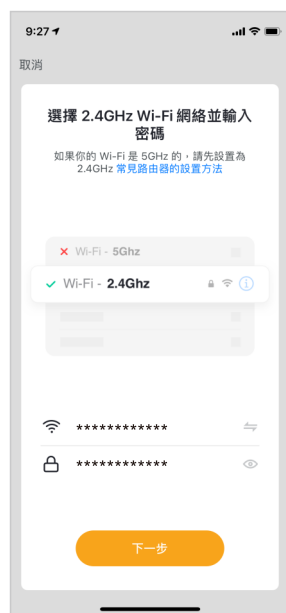 9:27
取消
選擇 2.4GHz Wi-Fi 網絡並輸入
密碼
如果你的 Wi-Fi 是 5GHz 的，請先設置為
2.4GHz 常見路由器的設置方法
Wi-Fi - 5Ghz
Wi-Fi - 2.4Ghz
************
************
下一步